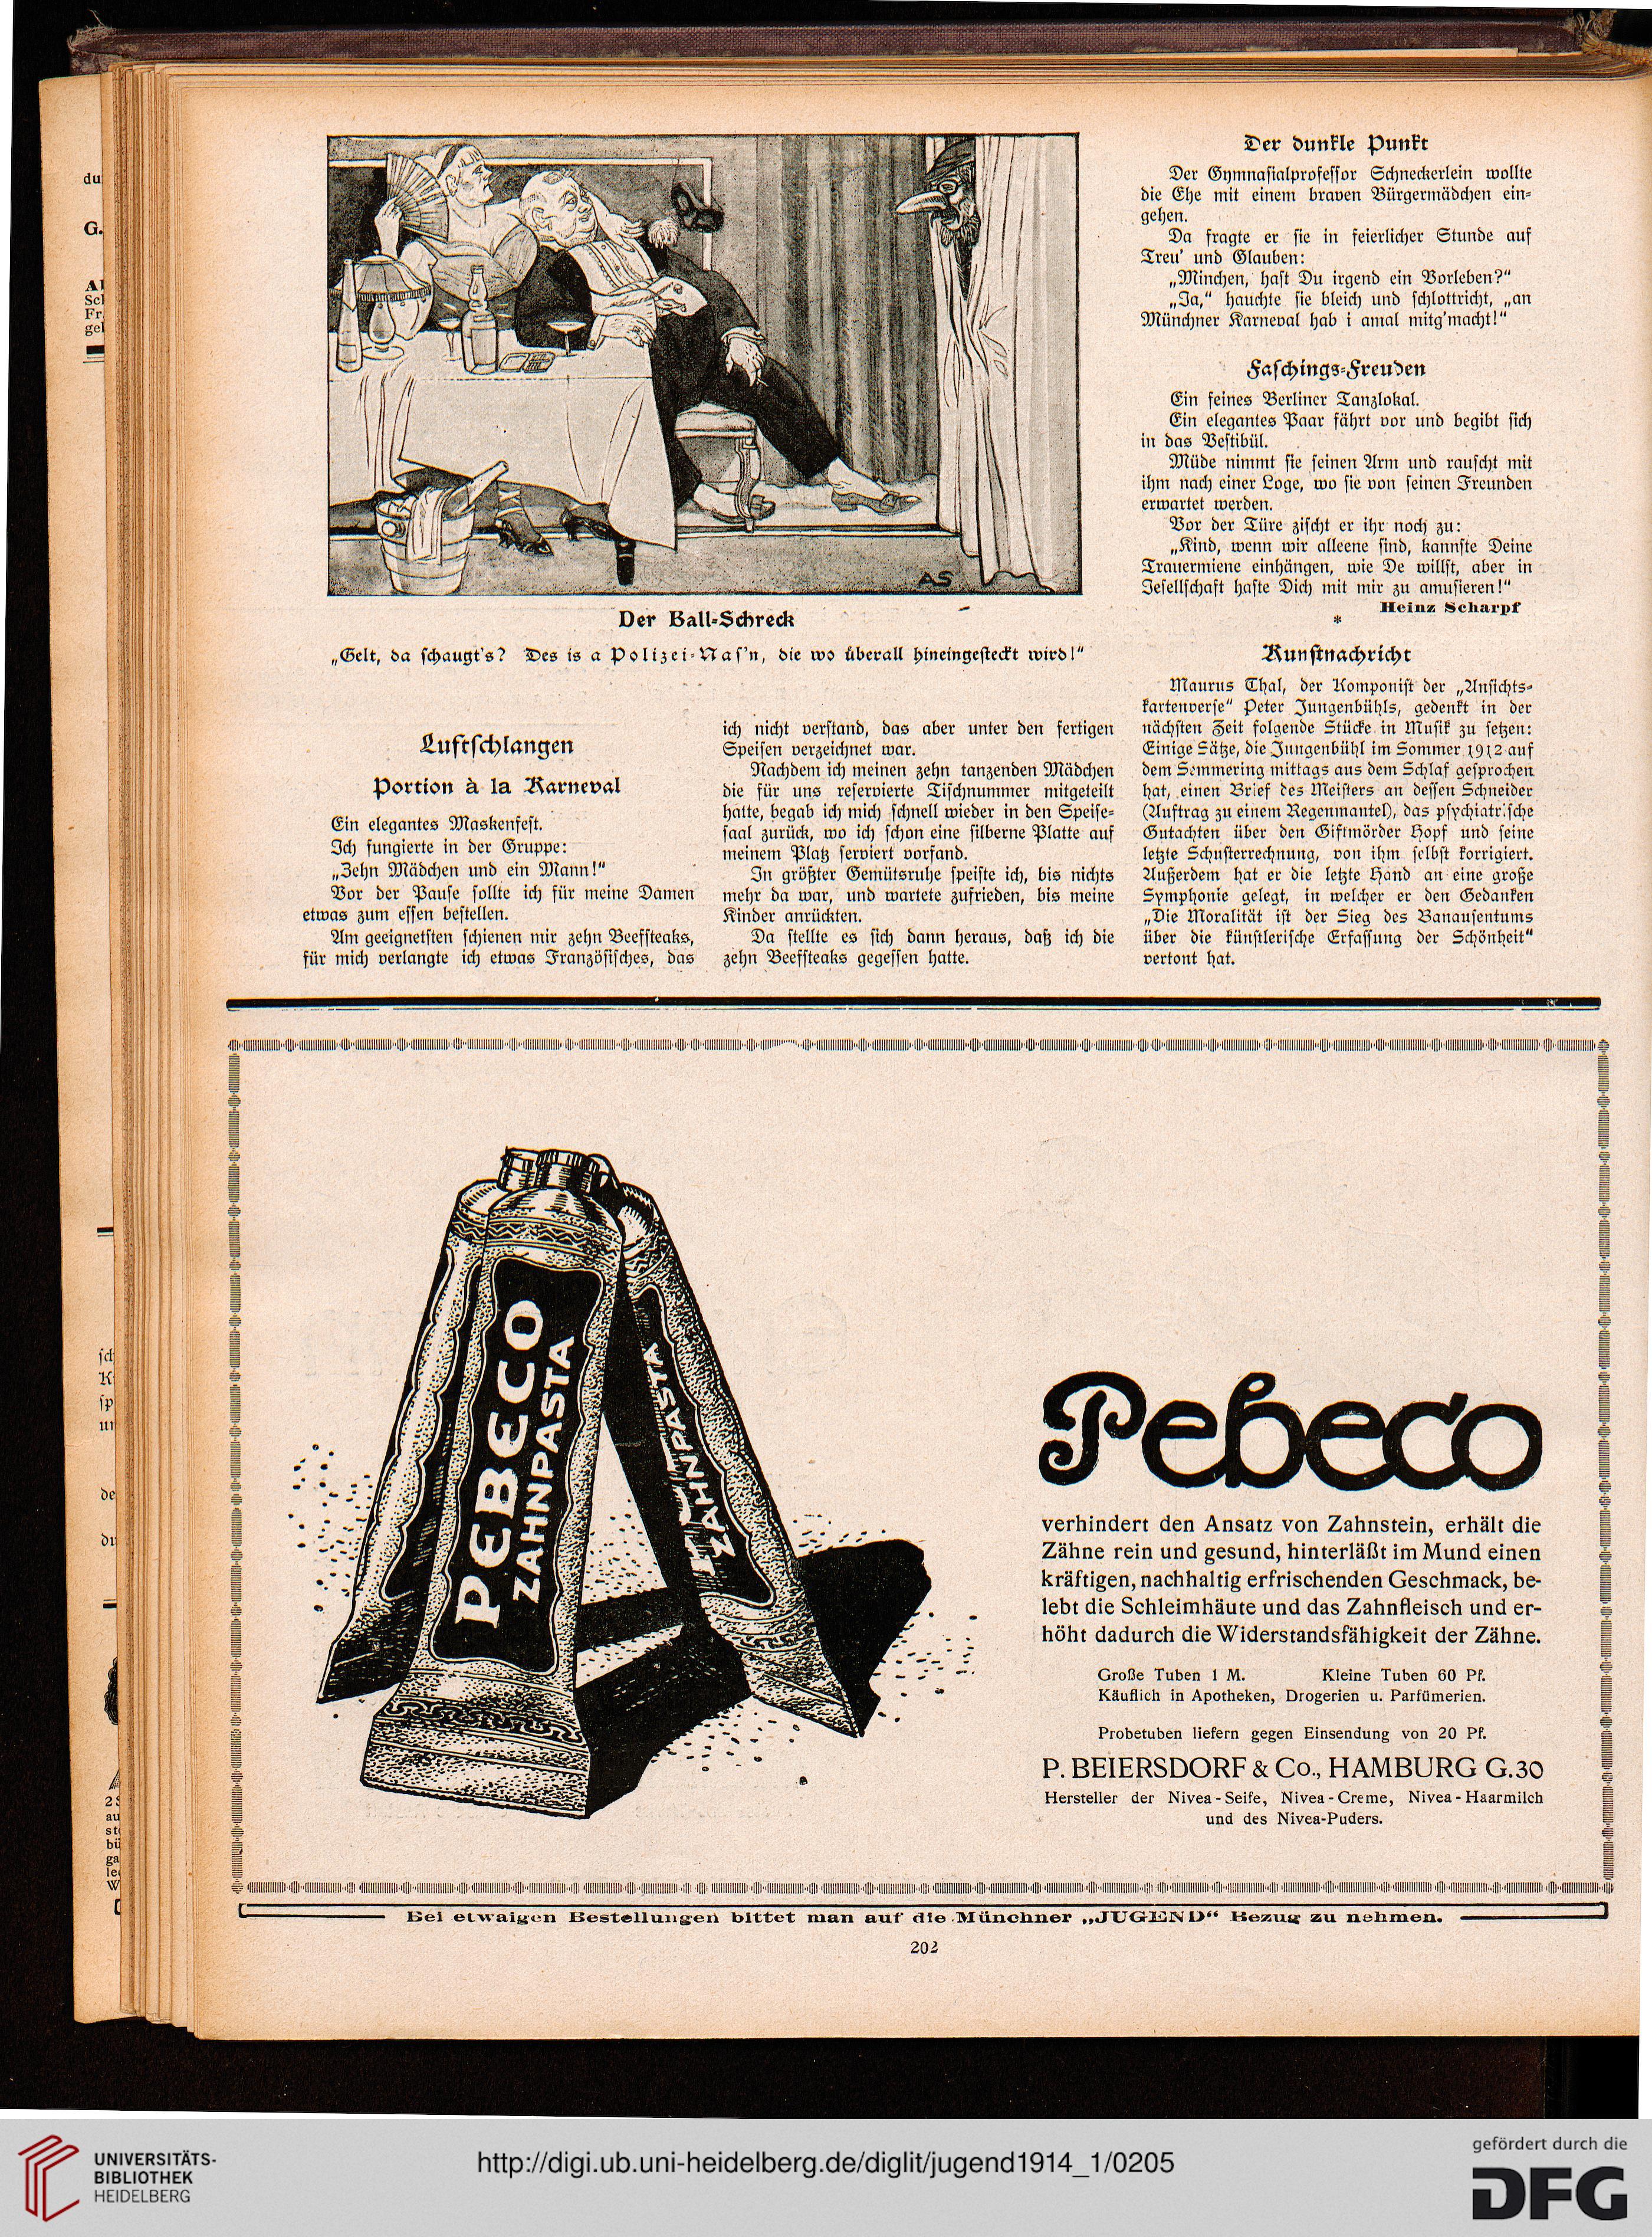 AS
Der Ball-Schreck
„Gelt, da schaugt's? Des is a Polizei-Nas'n, die wo überall hineingesteckt wird!"
Luftschlangen
Portion à la Karneval
Ein elegantes Maskenfest.
Ich fungierte in der Gruppe:
„Zehn Mädchen und ein Mann!"
Vor der Pause sollte ich für meine Damen
etwas zum essen bestellen.
Am geeignetsten schienen mir zehn Beefsteaks,
für mich verlangte ich etwas Französisches, das
ich nicht verstand, das aber unter den fertigen
Speisen verzeichnet war.
Nachdem ich meinen zehn tanzenden Mädchen
die für uns reservierte Tischnummer mitgeteilt
hatte, begab ich mich schnell wieder in den Speise-
saal zurück, wo ich schon eine silberne Platte auf
meinem Platz serviert vorfand.
In größter Gemütsruhe speiste ich, bis nichts
mehr da war, und wartete zufrieden, bis meine
Kinder anrückten.
Da stellte es sich dann heraus, daß ich die
zehn Beefsteaks gegessen hatte.
Der dunkle Punkt
Der Gymnasialprofessor Schneckerlein wollte
die Ehe mit einem braven Bürgermädchen ein-
gehen.
Da fragte er sie in feierlicher Stunde auf
Treu' und Glauben:
„Minchen, hast Du irgend ein Vorleben?"
„Ja," hauchte sie bleich und schlottricht, „an
Münchner Karneval hab i amal mitg'macht!"
Faschings-Freuden
Ein feines Berliner Tanzlokal.
Ein elegantes Paar fährt vor und begibt sich
in das Vestibül.
Müde nimmt sie seinen Arm und rauscht mit
ihm nach einer Loge, wo sie von seinen Freunden
erwartet werden.
Vor der Türe zischt er ihr noch zu:
„Kind, wenn wir alleene sind, kannste Deine
Trauermiene einhängen, wie De willst, aber in
Jesellschaft haste Dich mit mir zu amusieren!"
Heinz Scharpf
*
Kunstnachricht
Maurus Thal, der Komponist der „Ansichts-
kartenverse" Peter Jungenbühls, gedenkt in der
nächsten Zeit folgende Stücke in Musik zu setzen:
Einige Sätze, die Jungenbühl im Sommer 1912 auf
dem Semmering mittags aus dem Schlaf gesprochen
hat, einen Brief des Meisters an dessen Schneider
(Auftrag zu einem Regenmantel), das psychiatrische
Gutachten über den Giftmörder Hopf und seine
letzte Schusterrechnung, von ihm selbst korrigiert.
Außerdem hat er die letzte Hand an eine große
Symphonie gelegt, in welcher er den Gedanken
„Die Moralität ist der Sieg des Banausentums
über die künstlerische Erfassung der Schönheit"
vertont hat.
PEBECO
ZAHNPASTA
ZAHNPASTA
ZAHNPASTA
Pebeco
verhindert den Ansatz von Zahnstein, erhält die
Zähne rein und gesund, hinterläßt im Mund einen
kräftigen, nachhaltig erfrischenden Geschmack, be-
lebt die Schleimhäute und das Zahnfleisch und er-
höht dadurch die Widerstandsfähigkeit der Zähne.
Große Tuben 1 M. Kleine Tuben 60 Pf.
Käuflich in Apotheken, Drogerien u. Parfümerien.
Probetuben liefern gegen Einsendung von 20 Pf.
P. BEIERSDORF & Co., HAMBURG G.30
Hersteller der Nivea-Seife, Nivea-Creme, Nivea-Haarmilch
und des Nivea-Puders.
Bei etwaigen Bestellungen bittet man auf die Münchner „JUGEND" Bezug zu nehmen.
202
UNIVERSITÄTS-
BIBLIOTHEK
HEIDELBERG
http://digi.ub.uni-heidelberg.de/diglit/jugend1914_1/0205
gefördert durch die
DFG